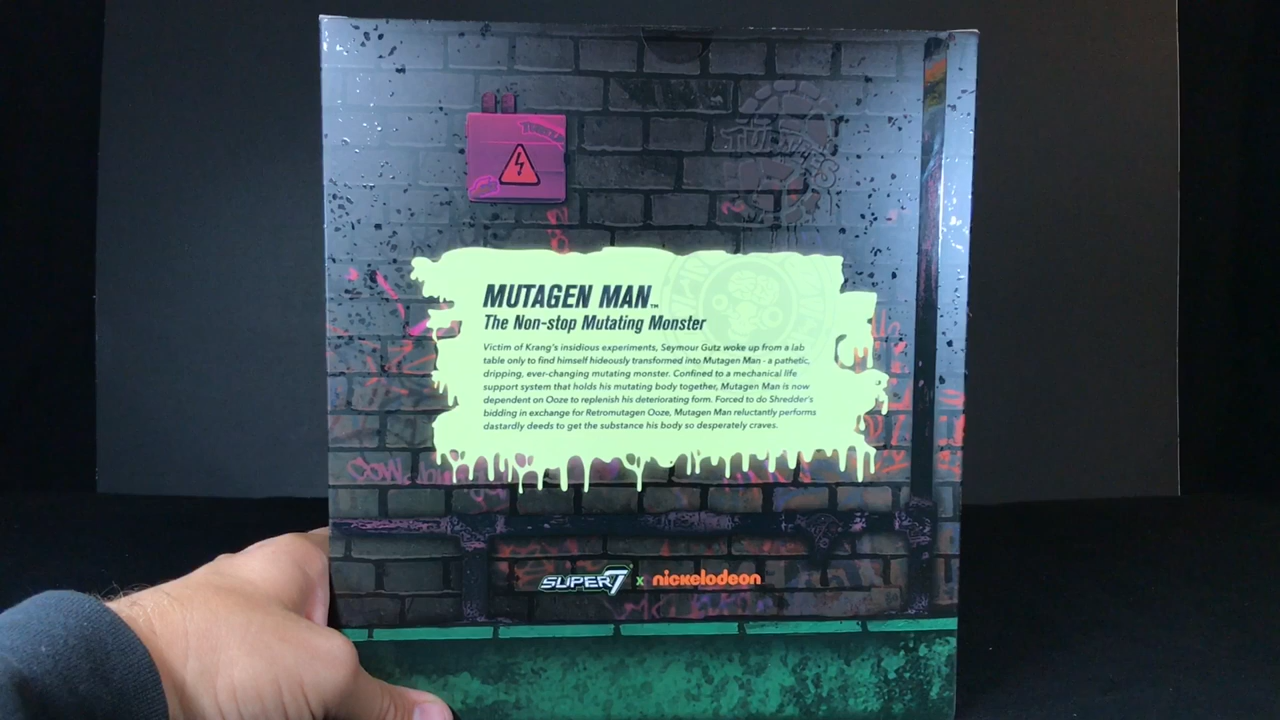 TURTLES
MUTAGEN MAN™
The Non-stop Mutating Monster
Victim of Krang's insidious experiments, Seymour Gutz woke up from a lab
table only to find himself hideously transformed into Mutagen Man - a pathetic,
dripping, ever-changing mutating monster. Confined to a mechanical life
support system that holds his mutating body together, Mutagen Man is now
dependent on Ooze to replenish his deteriorating form. Forced to do Shredder's
bidding in exchange for Retromutagen Ooze, Mutagen Man reluctantly performs
dastardly deeds to get the substance his body so desperately craves.
SUPER7 x nickelodeon